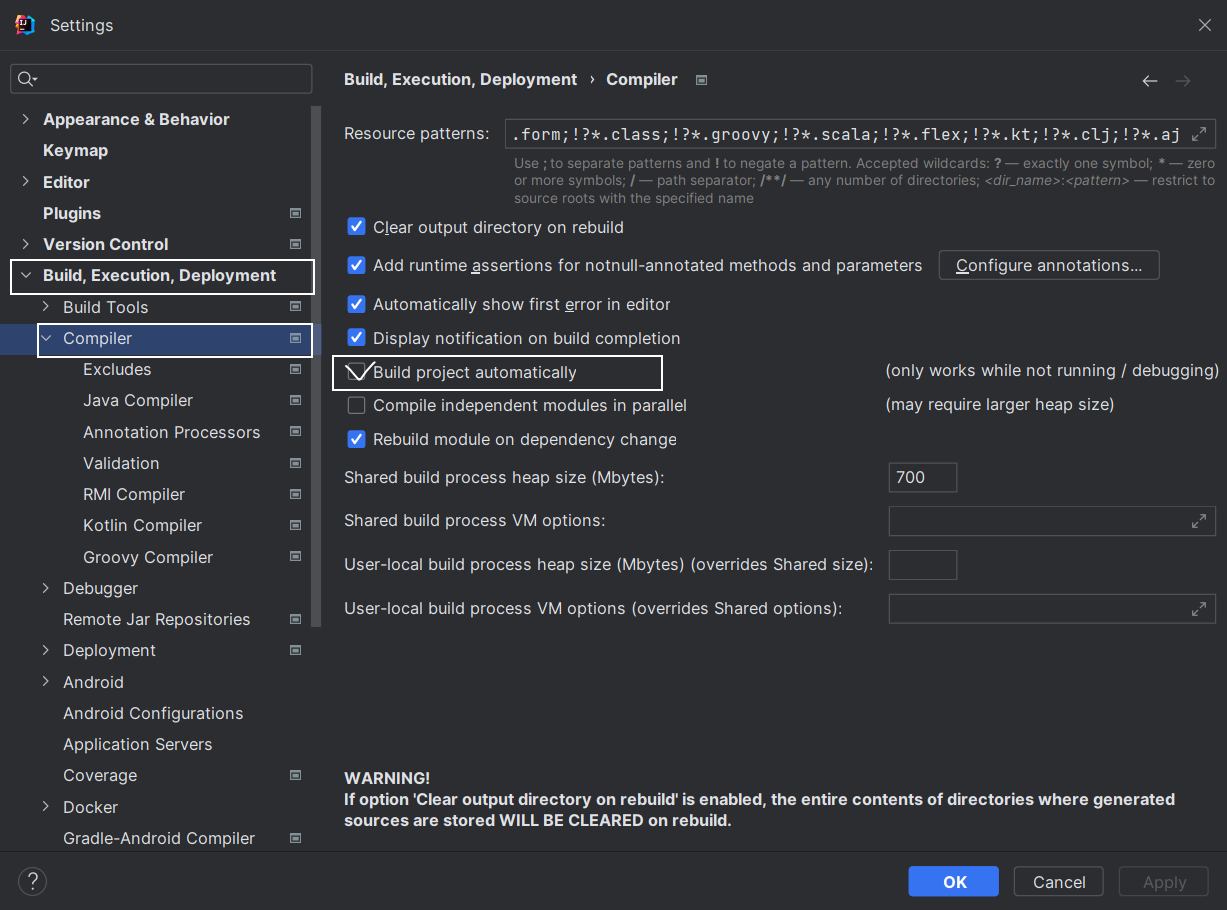 Settings
Appearance & Behavior
Keymap
Editor
Plugins
Version Control
Build, Execution, Deployment
Build Tools
Compiler
Excludes
Java Compiler
Annotation Processors
Validation
RMI Compiler
Kotlin Compiler
Groovy Compiler
Debugger
Remote Jar Repositories
Deployment
Android
Android Configurations
Application Servers
Coverage
Docker
Gradle-Android Compiler
Build, Execution, Deployment › Compiler
Resource patterns: .form;!?*.class;!?*.groovy;!?*.scala;!?*.flex;!?*.kt;!?*.clj;!?*.aj
Use ; to separate patterns and ! to negate a pattern. Accepted wildcards: ? — exactly one symbol; * — zero
or more symbols; / — path separator; /**/ — any number of directories; <dir_name>:<pattern> — restrict to
source roots with the specified name
Clear output directory on rebuild
Add runtime assertions for notnull-annotated methods and parameters Configure annotations...
Automatically show first error in editor
Display notification on build completion
Build project automatically (only works while not running / debugging)
Compile independent modules in parallel (may require larger heap size)
Rebuild module on dependency change
Shared build process heap size (Mbytes): 700
Shared build process VM options:
User-local build process heap size (Mbytes) (overrides Shared size):
User-local build process VM options (overrides Shared options):
WARNING!
If option 'Clear output directory on rebuild' is enabled, the entire contents of directories where generated
sources are stored WILL BE CLEARED on rebuild.
? OK Cancel Apply